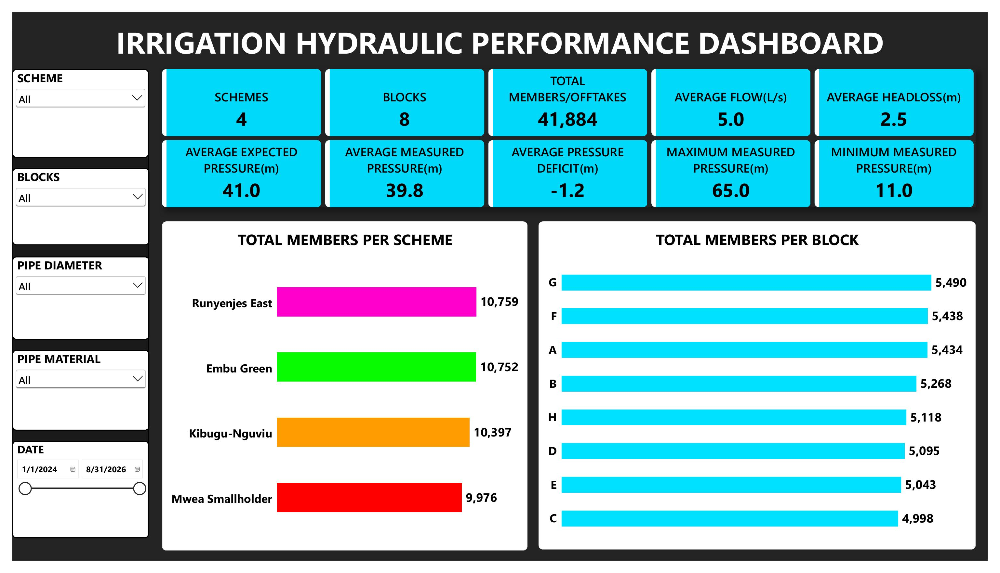 IRRIGATION HYDRAULIC PERFORMANCE DASHBOARD
SCHEME
All
BLOCKS
All
PIPE DIAMETER
All
PIPE MATERIAL
All
DATE
1/1/2024 8/31/2026
SCHEMES
4
BLOCKS
8
TOTAL
MEMBERS/OFFTAKES
41,884
AVERAGE FLOW(L/s)
5.0
AVERAGE HEADLOSS(m)
2.5
AVERAGE EXPECTED
PRESSURE(m)
41.0
AVERAGE MEASURED
PRESSURE(m)
39.8
AVERAGE PRESSURE
DEFICIT(m)
-1.2
MAXIMUM MEASURED
PRESSURE(m)
65.0
MINIMUM MEASURED
PRESSURE(m)
11.0
TOTAL MEMBERS PER SCHEME
Runyenjes East 10,759
Embu Green 10,752
Kibugu-Nguviu 10,397
Mwea Smallholder 9,976
TOTAL MEMBERS PER BLOCK
G 5,490
F 5,438
A 5,434
B 5,268
H 5,118
D 5,095
E 5,043
C 4,998